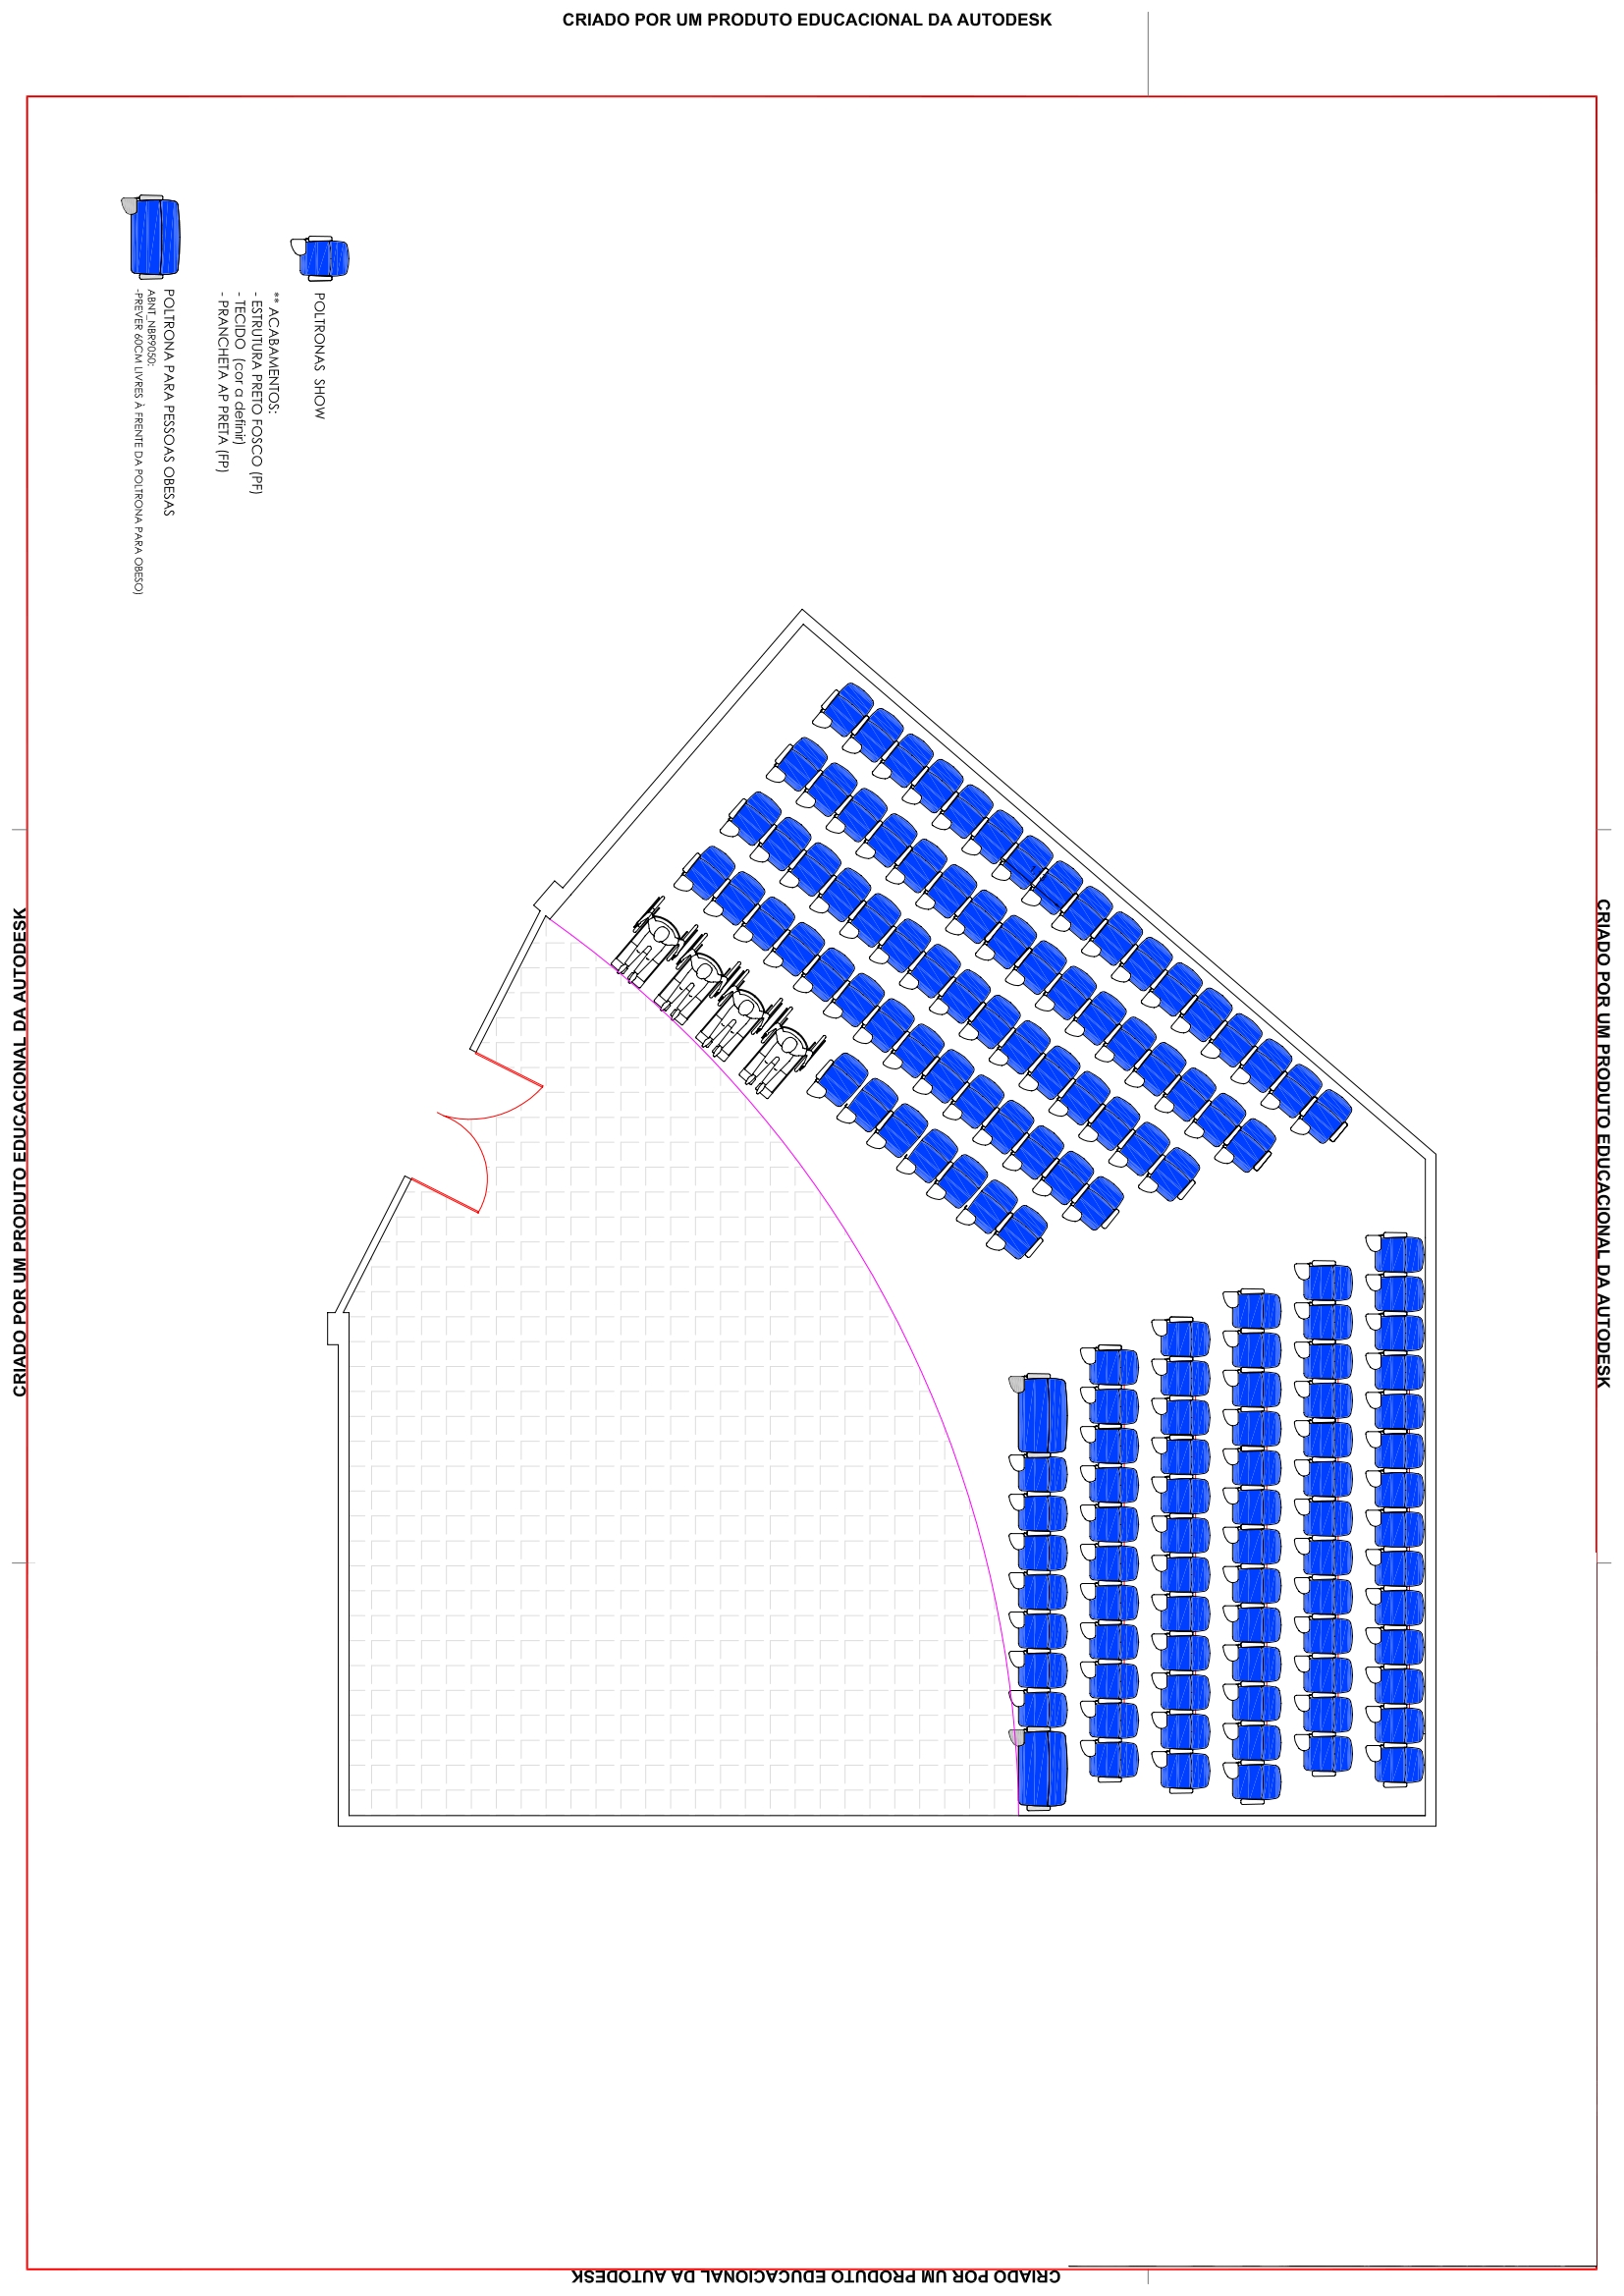 CRIADO POR UM PRODUTO EDUCACIONAL DA AUTODESK
POLTRONAS SHOW
** ACABAMENTOS:
- ESTRUTURA PRETO FOSCO (PF)
- TECIDO (cor a definir)
- PRANCHETA AP PRETA (FP)
POLTRONA PARA PESSOAS OBESAS
ABNT_NBR9050:
-PREVER 60CM LIVRES À FRENTE DA POLTRONA PARA OBESO)
CRIADO POR UM PRODUTO EDUCACIONAL DA AUTODESK
CRIADO POR UM PRODUTO EDUCACIONAL DA AUTODESK
CRIADO POR UM PRODUTO EDUCACIONAL DA AUTODESK